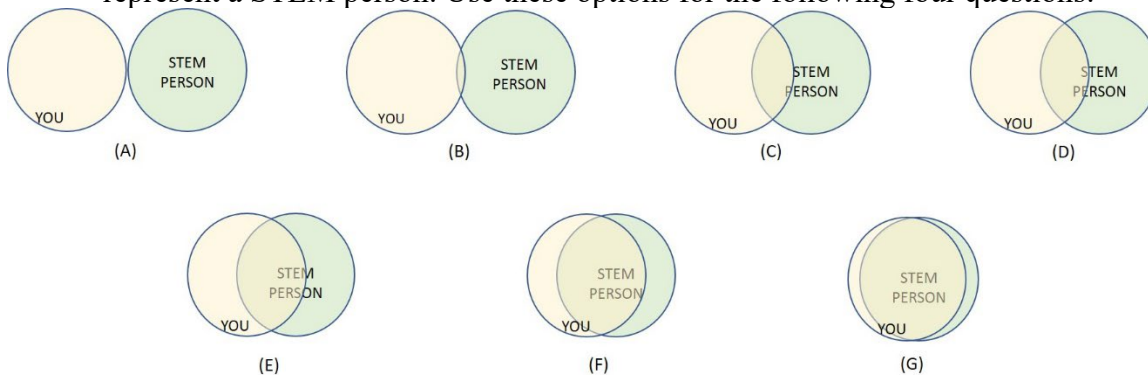 represent a STEM person. Use these options for the following four questions.
STEM
PERSON
YOU
(A)
STEM
PERSON
YOU
(B)
STEM
PERSON
YOU
(C)
STEM
PERSON
YOU
(D)
STEM
PERSON
YOU
(E)
STEM
PERSON
YOU
(F)
STEM
PERSON
YOU
(G)